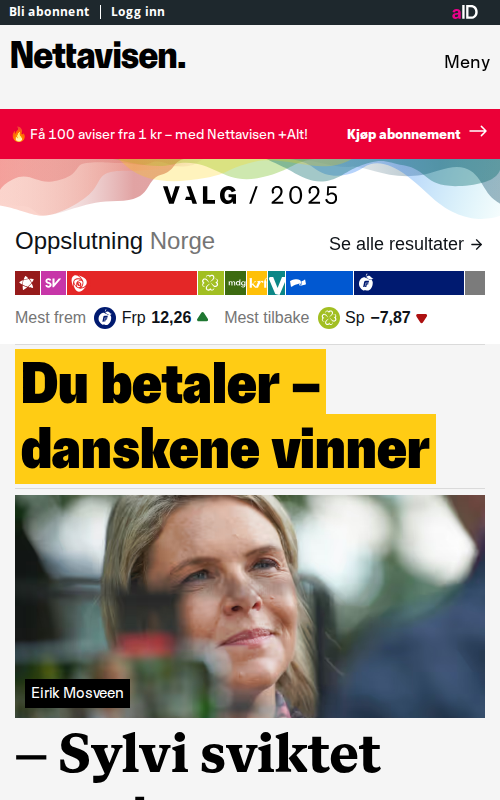 Bli abonnent | Logg inn
aID
Nettavisen.
Meny
🔥 Få 100 aviser fra 1 kr – med Nettavisen +Alt!
Kjøp abonnement →
VALG / 2025
Oppslutning Norge
Se alle resultater →
SV mdg krf V
Mest frem Frp 12,26 ▲ Mest tilbake Sp −7,87 ▼
Du betaler –
danskene vinner
Eirik Mosveen
– Sylvi sviktet